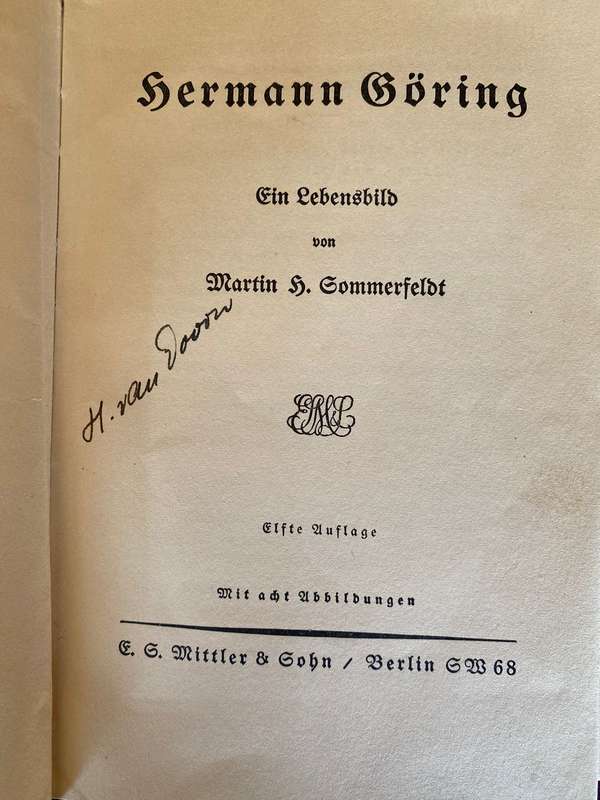 Hermann Göring
Ein Lebensbild
von
Martin H. Sommerfeldt
H. van Doorn
Elfte Auflage
Mit acht Abbildungen
E. S. Mittler & Sohn / Berlin SW 68